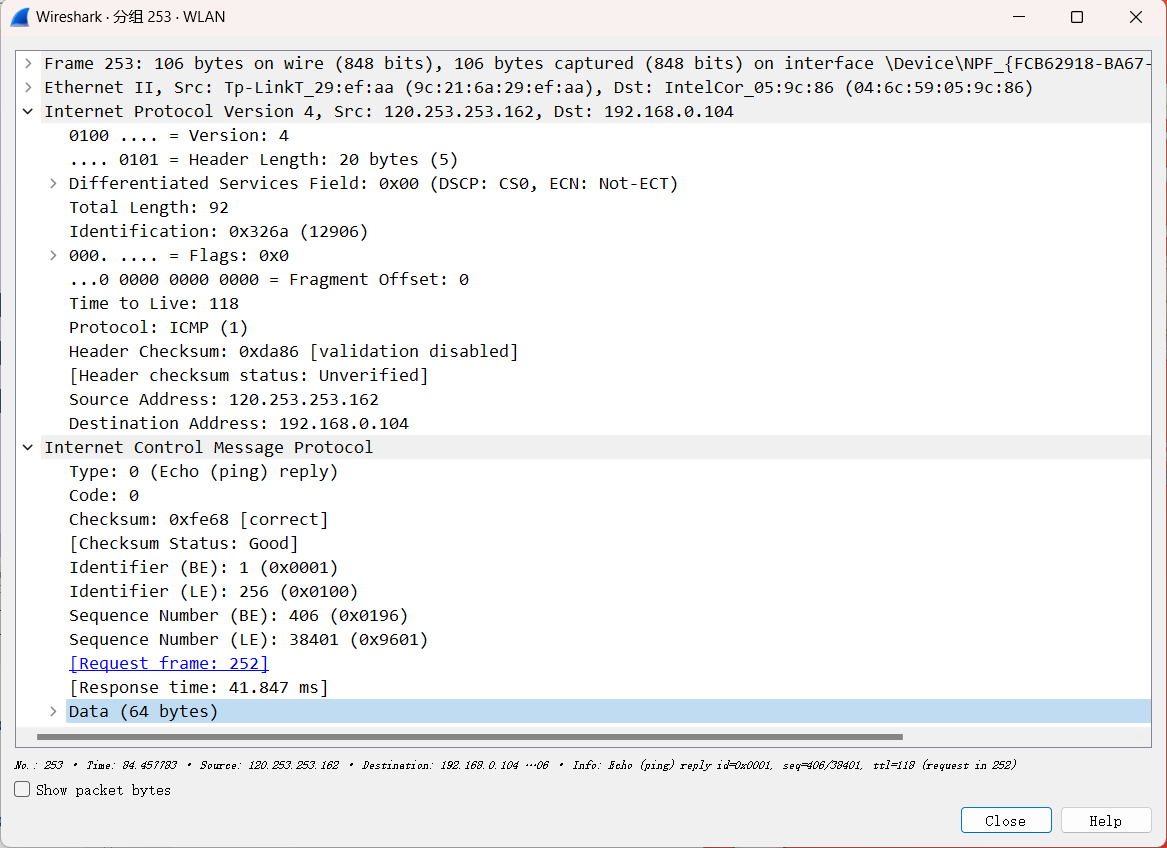 Wireshark · 分组 253 · WLAN
Frame 253: 106 bytes on wire (848 bits), 106 bytes captured (848 bits) on interface \Device\NPF_{FCB62918-BA67-
Ethernet II, Src: Tp-LinkT_29:ef:aa (9c:21:6a:29:ef:aa), Dst: IntelCor_05:9c:86 (04:6c:59:05:9c:86)
Internet Protocol Version 4, Src: 120.253.253.162, Dst: 192.168.0.104
0100 .... = Version: 4
.... 0101 = Header Length: 20 bytes (5)
Differentiated Services Field: 0x00 (DSCP: CS0, ECN: Not-ECT)
Total Length: 92
Identification: 0x326a (12906)
000. .... = Flags: 0x0
...0 0000 0000 0000 = Fragment Offset: 0
Time to Live: 118
Protocol: ICMP (1)
Header Checksum: 0xda86 [validation disabled]
[Header checksum status: Unverified]
Source Address: 120.253.253.162
Destination Address: 192.168.0.104
Internet Control Message Protocol
Type: 0 (Echo (ping) reply)
Code: 0
Checksum: 0xfe68 [correct]
[Checksum Status: Good]
Identifier (BE): 1 (0x0001)
Identifier (LE): 256 (0x0100)
Sequence Number (BE): 406 (0x0196)
Sequence Number (LE): 38401 (0x9601)
[Request frame: 252]
[Response time: 41.847 ms]
Data (64 bytes)
No.: 253 · Time: 84.457783 · Source: 120.253.253.162 · Destination: 192.168.0.104 ···06 · Info: Echo (ping) reply id=0x0001, seq=406/38401, ttl=118 (request in 252)
Show packet bytes
Close
Help